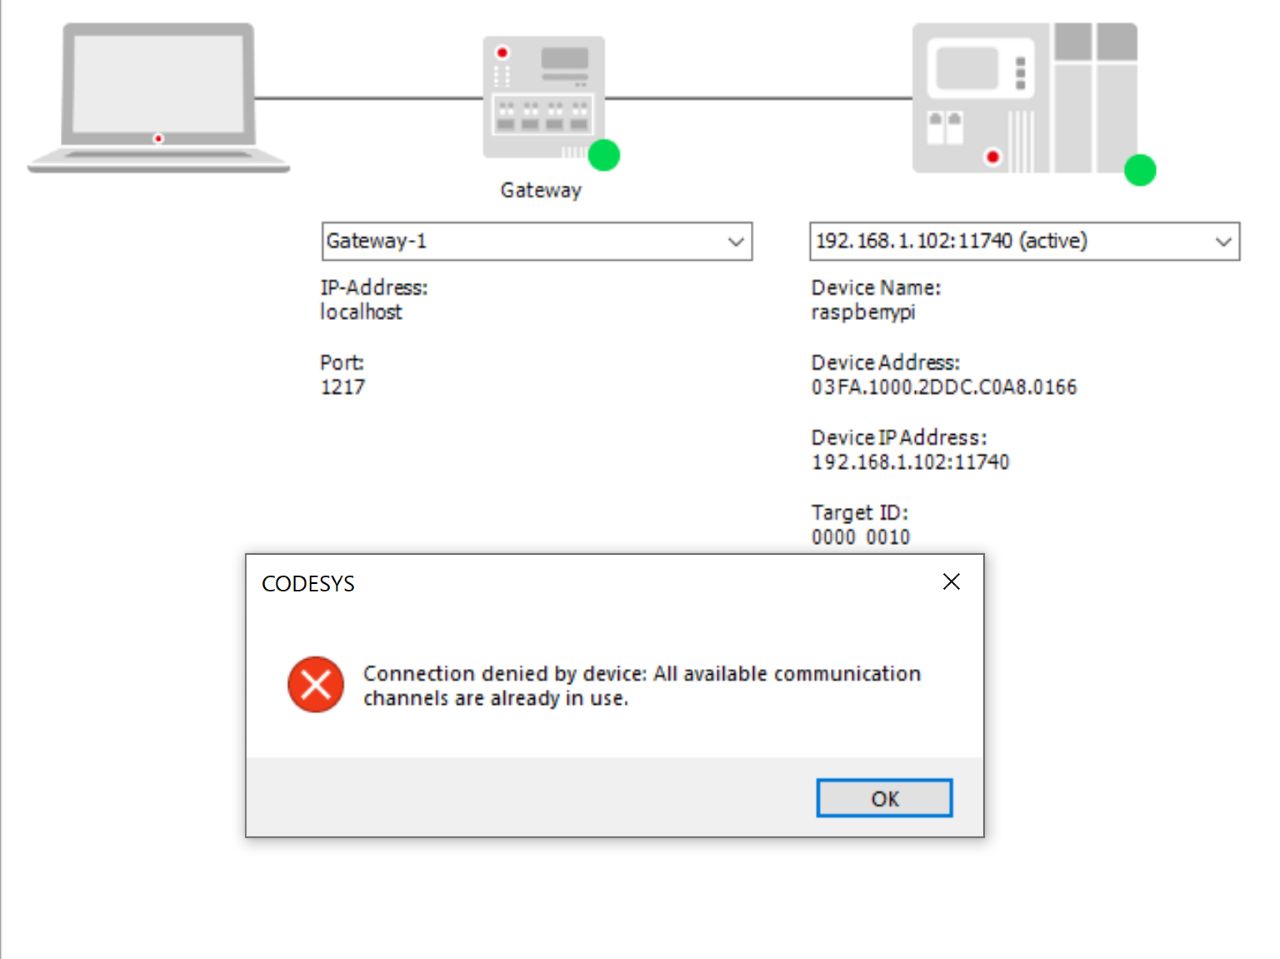 Gateway
Gateway-1
192.168.1.102:11740 (active)
IP-Address:
localhost
Device Name:
raspberrypi
Port:
1217
Device Address:
03FA.1000.2DDC.C0A8.0166
Device IP Address:
192.168.1.102:11740
Target ID:
0000 0010
CODESYS
Connection denied by device: All available communication
channels are already in use.
OK